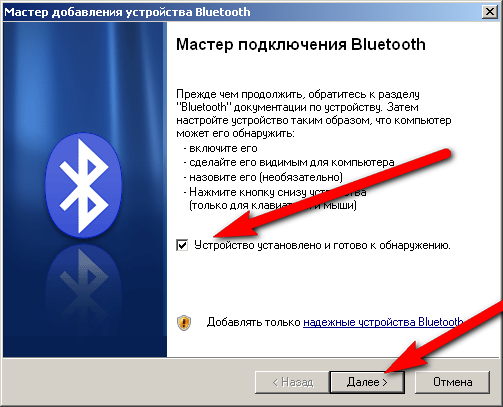 Мастер добавления устройства Bluetooth
Мастер подключения Bluetooth
Прежде чем продолжить, обратитесь к разделу
"Bluetooth" документации по устройству. Затем
настройте устройство таким образом, что компьютер
может его обнаружить:
- включите его
- сделайте его видимым для компьютера
- назовите его (необязательно)
- Нажмите кнопку снизу устройства
(только для клавиатуры и мыши)
Устройство установлено и готово к обнаружению.
Добавлять только надежные устройства Bluetooth
< Назад
Далее >
Отмена